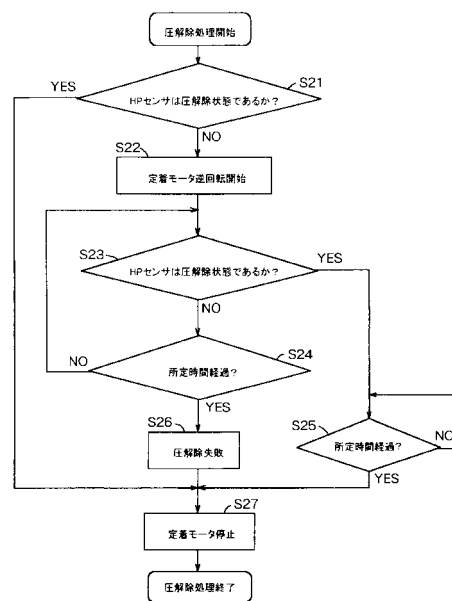 圧解除処理開始
S21
YES
HPセンサは圧解除状態であるか?
NO
S22
定着モータ逆回転開始
S23
YES
HPセンサは圧解除状態であるか?
NO
S24
NO
所定時間経過?
YES
S25
S26
圧解除失敗
所定時間経過?
NO
YES
S27
定着モータ停止
圧解除処理終了